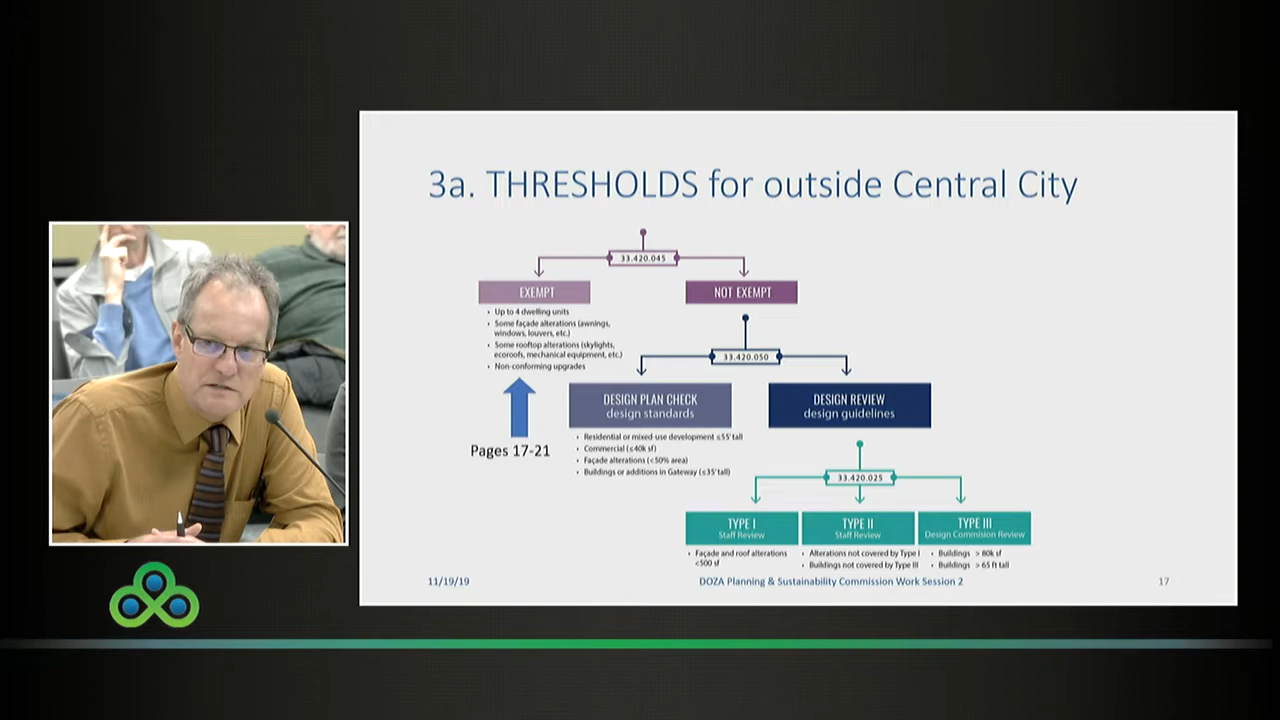 3a. THRESHOLDS for outside Central City
33.420.045
EXEMPT
NOT EXEMPT
• Up to 4 dwelling units
• Some façade alterations (awnings,
windows, louvers, etc.)
• Some rooftop alterations (skylights,
ecoroofs, mechanical equipment, etc.)
• Non-conforming upgrades
33.420.050
DESIGN PLAN CHECK
design standards
DESIGN REVIEW
design guidelines
Pages 17-21
• Residential or mixed-use development ≤55' tall
• Commercial (≤40k sf)
• Façade alterations (<50% area)
• Buildings or additions in Gateway (≤35' tall)
33.420.025
TYPE I
Staff Review
TYPE II
Staff Review
TYPE III
Design Commision Review
• Façade and roof alterations
<500 sf
• Alterations not covered by Type I
• Buildings not covered by Type III
• Buildings > 80k sf
• Buildings > 65 ft tall
11/19/19
DOZA Planning & Sustainability Commission Work Session 2
17